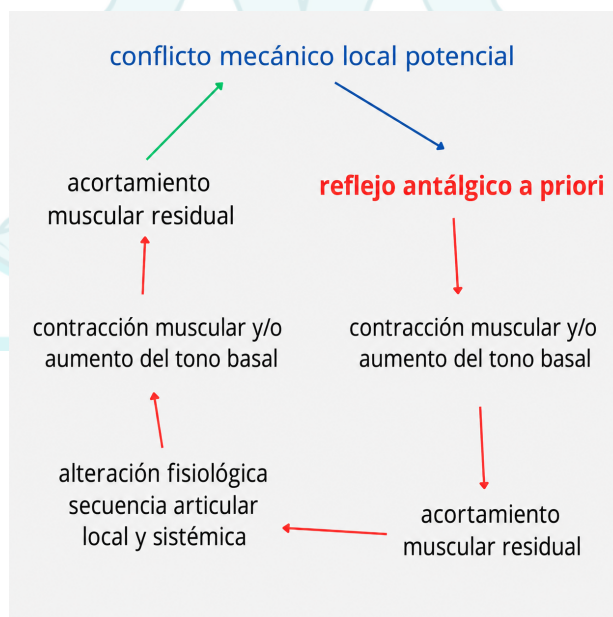 conflicto mecánico local potencial
reflejo antálgico a priori
contracción muscular y/o
aumento del tono basal
acortamiento
muscular residual
alteración fisiológica
secuencia articular
local y sistémica
contracción muscular y/o
aumento del tono basal
acortamiento
muscular residual